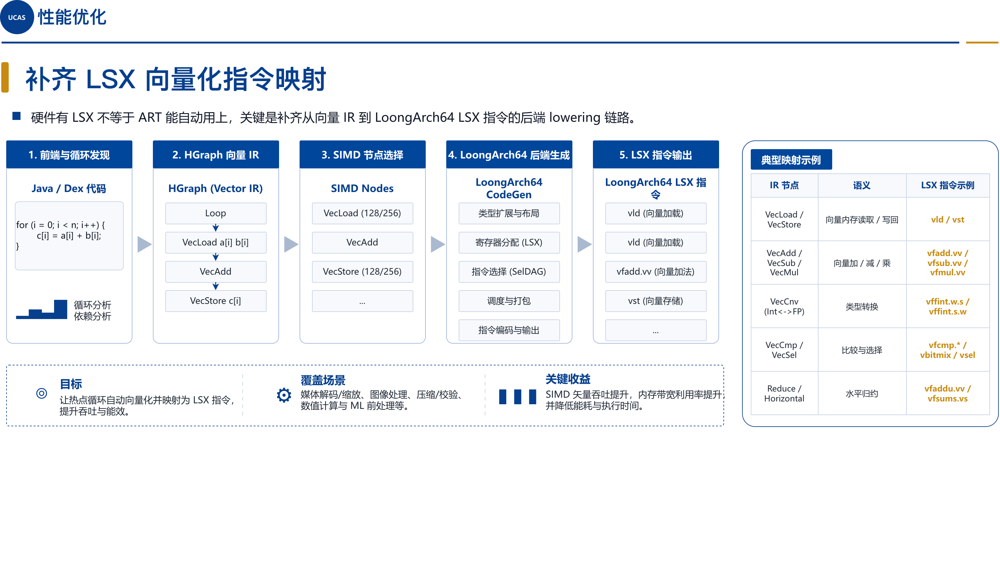 UCAS 性能优化
补齐 LSX 向量化指令映射
硬件有 LSX 不等于 ART 能自动用上，关键是补齐从向量 IR 到 LoongArch64 LSX 指令的后端 lowering 链路。
1. 前端与循环发现
Java / Dex 代码
for (i = 0; i < n; i++) {
c[i] = a[i] + b[i];
}
循环分析
依赖分析
2. HGraph 向量 IR
HGraph (Vector IR)
Loop
VecLoad a[i] b[i]
VecAdd
VecStore c[i]
3. SIMD 节点选择
SIMD Nodes
VecLoad (128/256)
VecAdd
VecStore (128/256)
...
4. LoongArch64 后端生成
LoongArch64
CodeGen
类型扩展与布局
寄存器分配 (LSX)
指令选择 (SelDAG)
调度与打包
指令编码与输出
5. LSX 指令输出
LoongArch64 LSX 指
令
vld (向量加载)
vld (向量加载)
vfadd.vv (向量加法)
vst (向量存储)
...
典型映射示例
IR 节点 语义 LSX 指令示例
VecLoad /
VecStore
向量内存读取 / 写回
vld / vst
VecAdd /
VecSub /
VecMul
向量加 / 减 / 乘
vfadd.vv /
vfsub.vv /
vfmul.vv
VecCnv
(Int<->FP)
类型转换
vffint.w.s /
vffint.s.w
VecCmp /
VecSel
比较与选择
vfcmp.* /
vbitmix / vsel
Reduce /
Horizontal
水平归约
vfaddu.vv /
vfsums.vs
目标
让热点循环自动向量化并映射为 LSX 指令，
提升吞吐与能效。
覆盖场景
媒体解码/缩放、图像处理、压缩/校验、
数值计算与 ML 前处理等。
关键收益
SIMD 矢量吞吐提升，内存带宽利用率提升，
并降低能耗与执行时间。